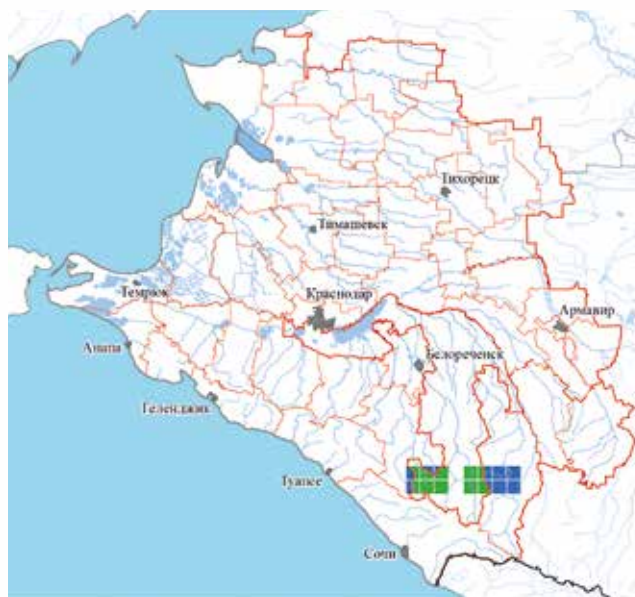 Тихорецк
Тимашевск
Темрюк
Краснодар
Армавир
Анапа
Белореченск
Геленджик
Туапсе
Сочи